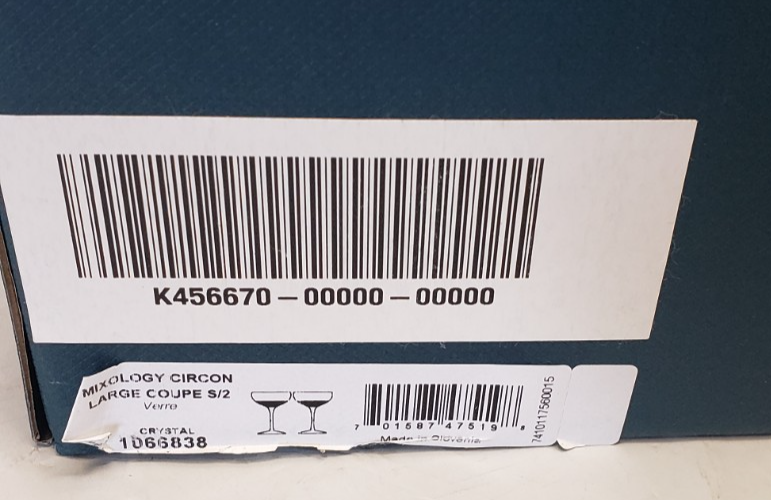 K456670-00000-00000
MIXOLOGY CIRCON
LARGE COUPE S/2
Verre
CRYSTAL
1066838
7 01587 47519 8
Made in Slovenia
7410117560015